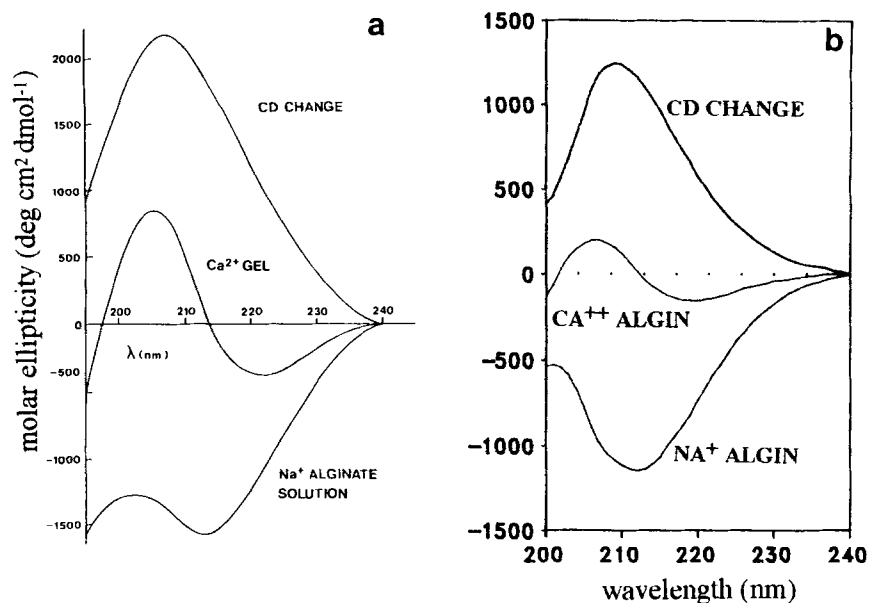 a
molar ellipticity (deg cm² dmol⁻¹)
2000
1500
1000
500
0
-500
-1000
-1500
CD CHANGE
Ca²⁺ GEL
200
210
220
230
240
λ (nm)
Na⁺ ALGINATE
SOLUTION
b
1500
1000
500
0
-500
-1000
-1500
CD CHANGE
CA⁺⁺ ALGIN
NA⁺ ALGIN
200
210
220
230
240
wavelength (nm)